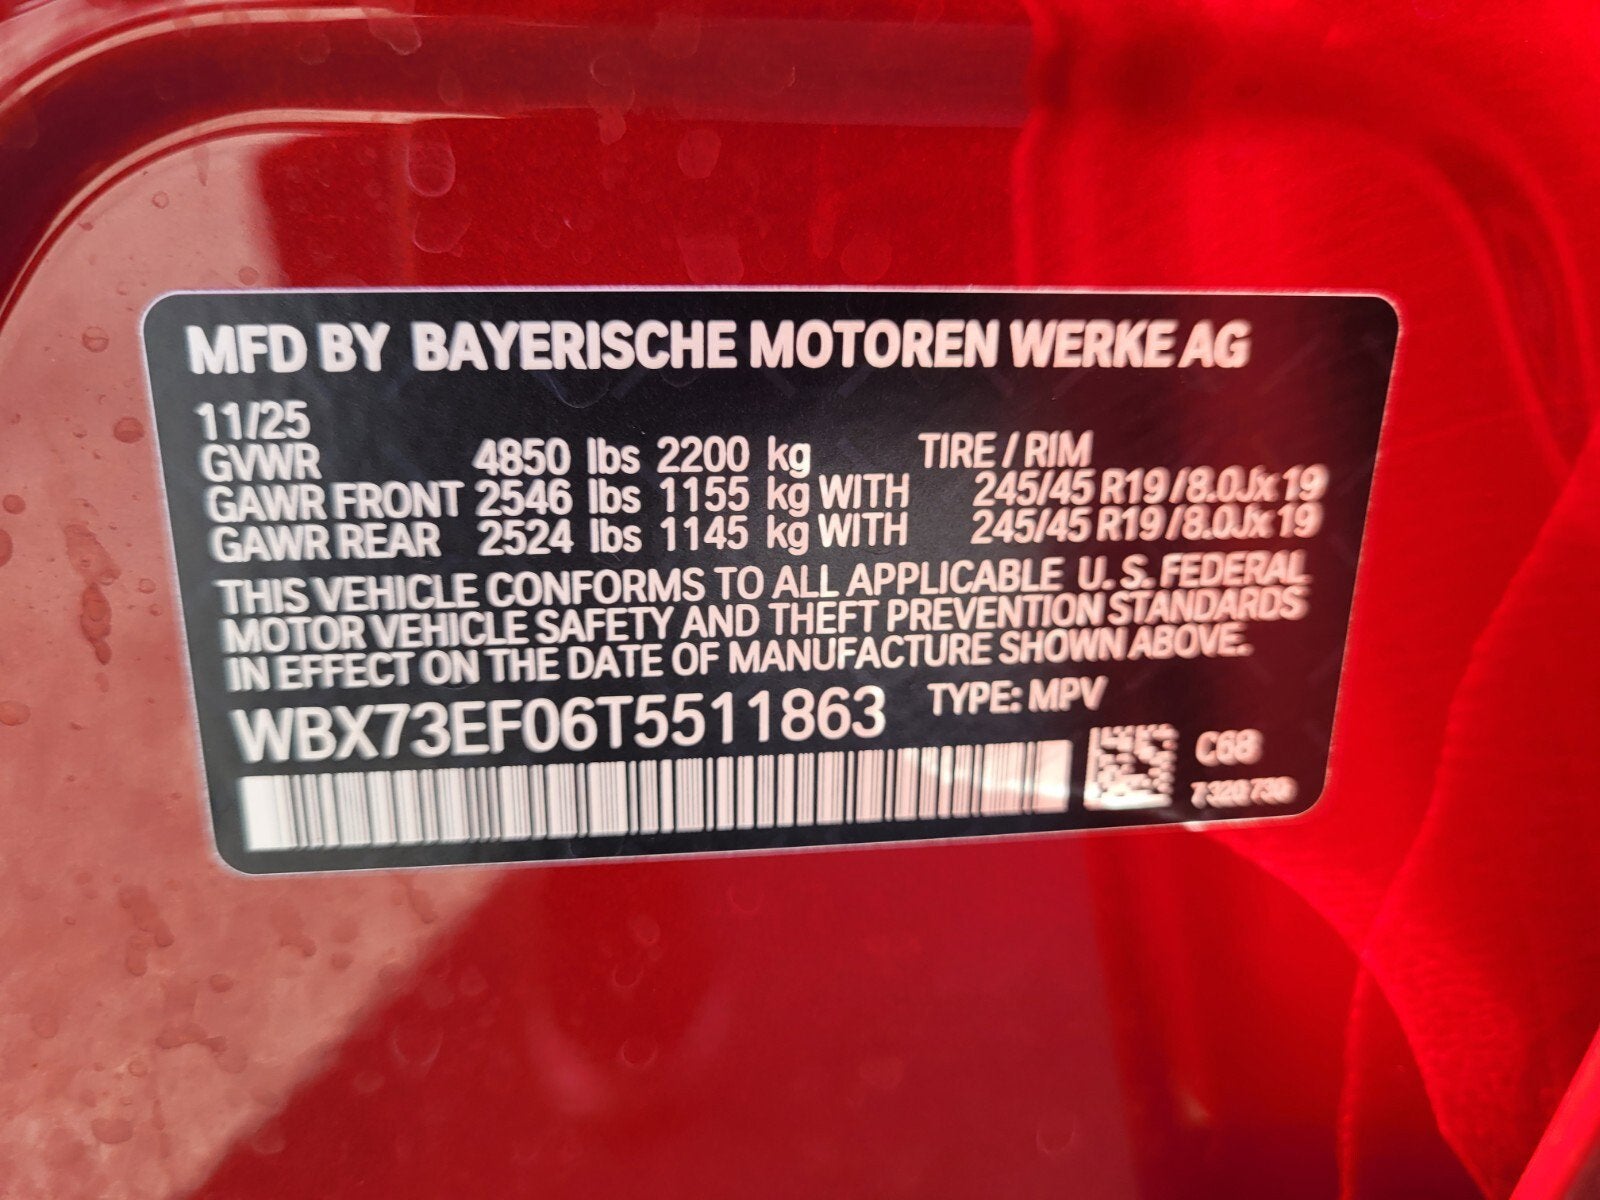 MFD BY BAYERISCHE MOTOREN WERKE AG
11/25
GVWR 4850 lbs 2200 kg TIRE / RIM
GAWR FRONT 2546 lbs 1155 kg WITH 245/45 R19 / 8.0Jx19
GAWR REAR 2524 lbs 1145 kg WITH 245/45 R19 / 8.0Jx19
THIS VEHICLE CONFORMS TO ALL APPLICABLE U. S. FEDERAL
MOTOR VEHICLE SAFETY AND THEFT PREVENTION STANDARDS
IN EFFECT ON THE DATE OF MANUFACTURE SHOWN ABOVE.
WBX73EF06T5511863 TYPE: MPV
C68